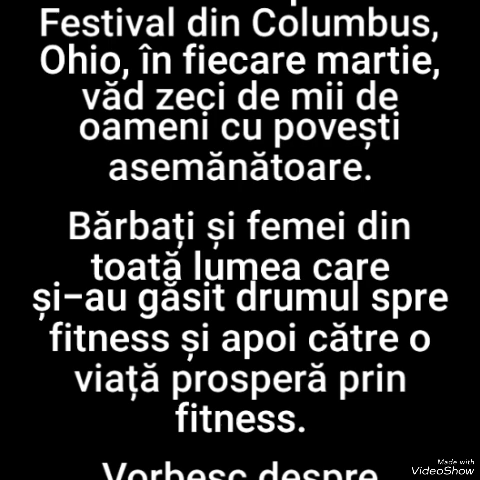 Festival din Columbus,
Ohio, în fiecare martie,
văd zeci de mii de
oameni cu povești
asemănătoare.
Bărbați și femei din
toată lumea care
și-au găsit drumul spre
fitness și apoi către o
viață prosperă prin
fitness.
Vorbesc despre
Made with
VideoShow